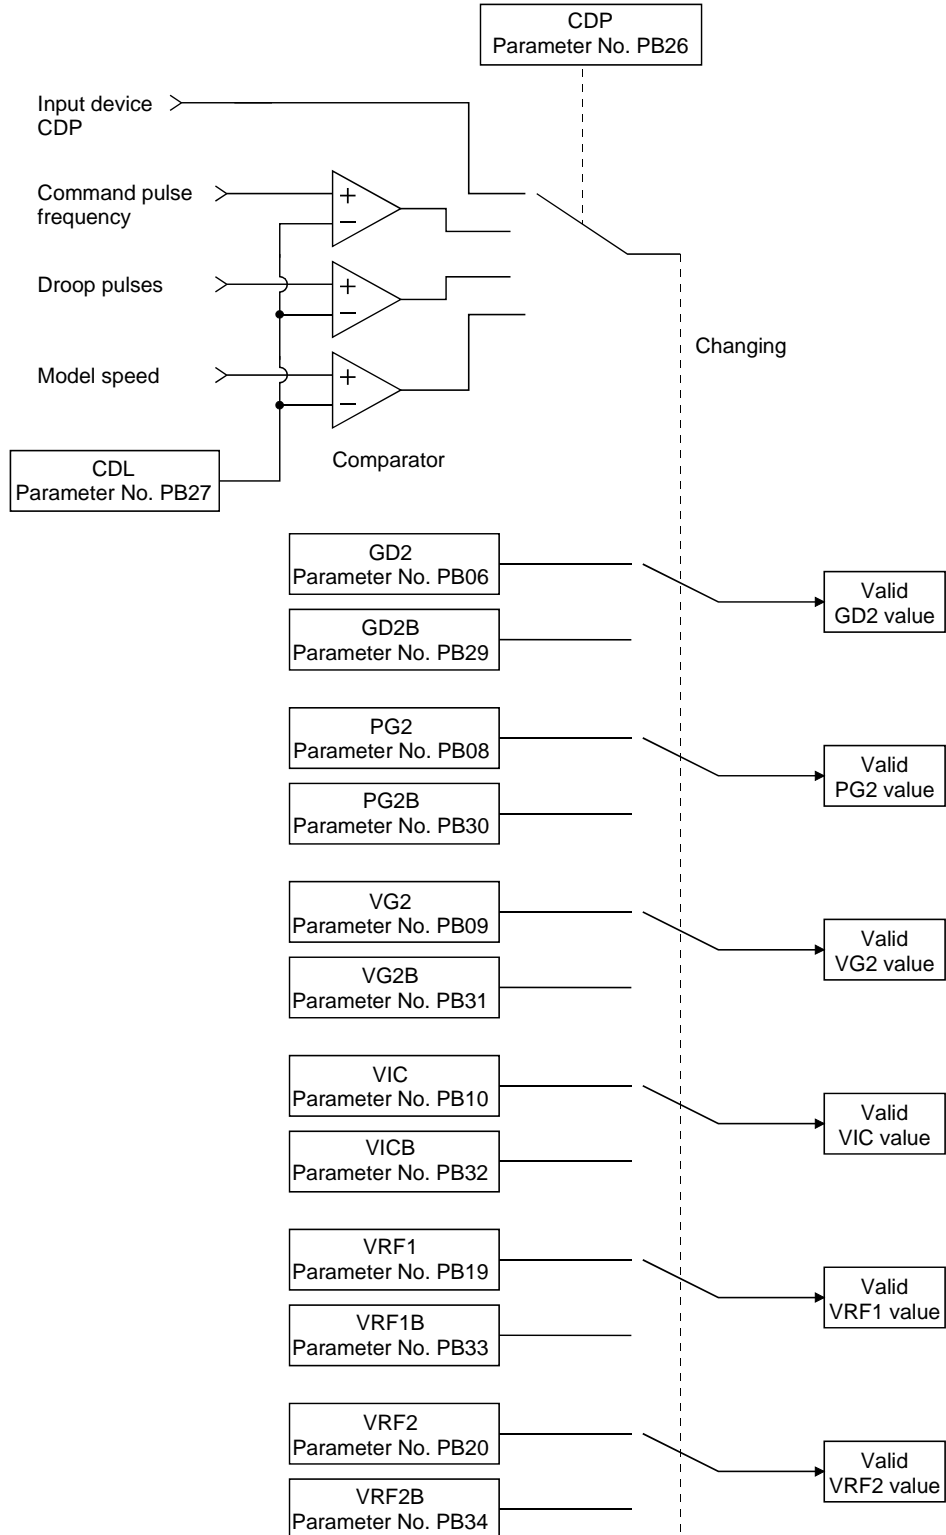 CDP
Parameter No. PB26
Input device
CDP
Command pulse
frequency
+
−
Droop pulses
+
−
Changing
Model speed
+
−
Comparator
CDL
Parameter No. PB27
GD2
Parameter No. PB06
Valid
GD2 value
GD2B
Parameter No. PB29
PG2
Parameter No. PB08
Valid
PG2 value
PG2B
Parameter No. PB30
VG2
Parameter No. PB09
Valid
VG2 value
VG2B
Parameter No. PB31
VIC
Parameter No. PB10
Valid
VIC value
VICB
Parameter No. PB32
VRF1
Parameter No. PB19
Valid
VRF1 value
VRF1B
Parameter No. PB33
VRF2
Parameter No. PB20
Valid
VRF2 value
VRF2B
Parameter No. PB34